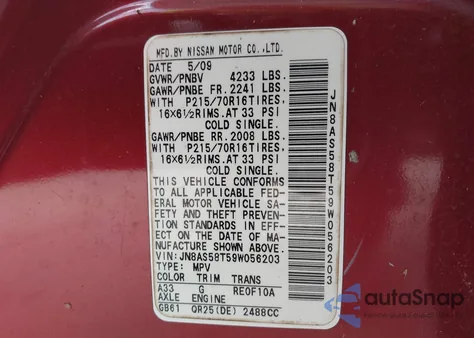 MFD.BY NISSAN MOTOR CO.,LTD.
DATE 5/09
GVWR/PNBV 4233 LBS.
GAWR/PNBE FR. 2241 LBS.
WITH P215/70R16TIRES,
16×6½RIMS.AT 33 PSI
COLD SINGLE.
GAWR/PNBE RR. 2008 LBS.
WITH P215/70R16TIRES,
16×6½RIMS.AT 33 PSI
COLD SINGLE.
THIS VEHICLE CONFORMS
TO ALL APPLICABLE FED-
ERAL MOTOR VEHICLE SA-
FETY AND THEFT PREVEN-
TION STANDARDS IN EFF-
ECT ON THE DATE OF MA-
NUFACTURE SHOWN ABOVE.
VIN: JN8AS58T59W056203
TYPE: MPV
COLOR TRIM TRANS
A33 G RE0F10A
AXLE ENGINE
GB61 QR25(DE) 2488CC
JN8AS58T59W056203
autoSnap